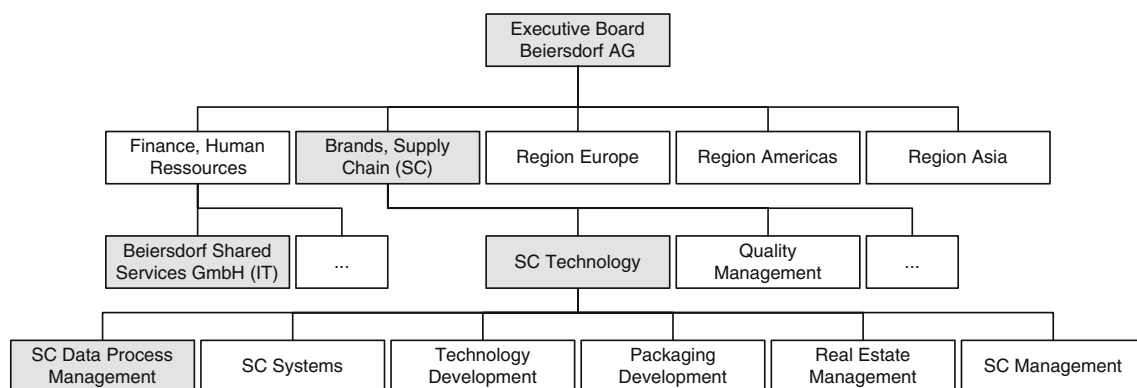 Executive Board
Beiersdorf AG
Finance, Human
Ressources
Brands, Supply
Chain (SC)
Region Europe
Region Americas
Region Asia
Beiersdorf Shared
Services GmbH (IT)
...
SC Technology
Quality
Management
...
SC Data Process
Management
SC Systems
Technology
Development
Packaging
Development
Real Estate
Management
SC Management